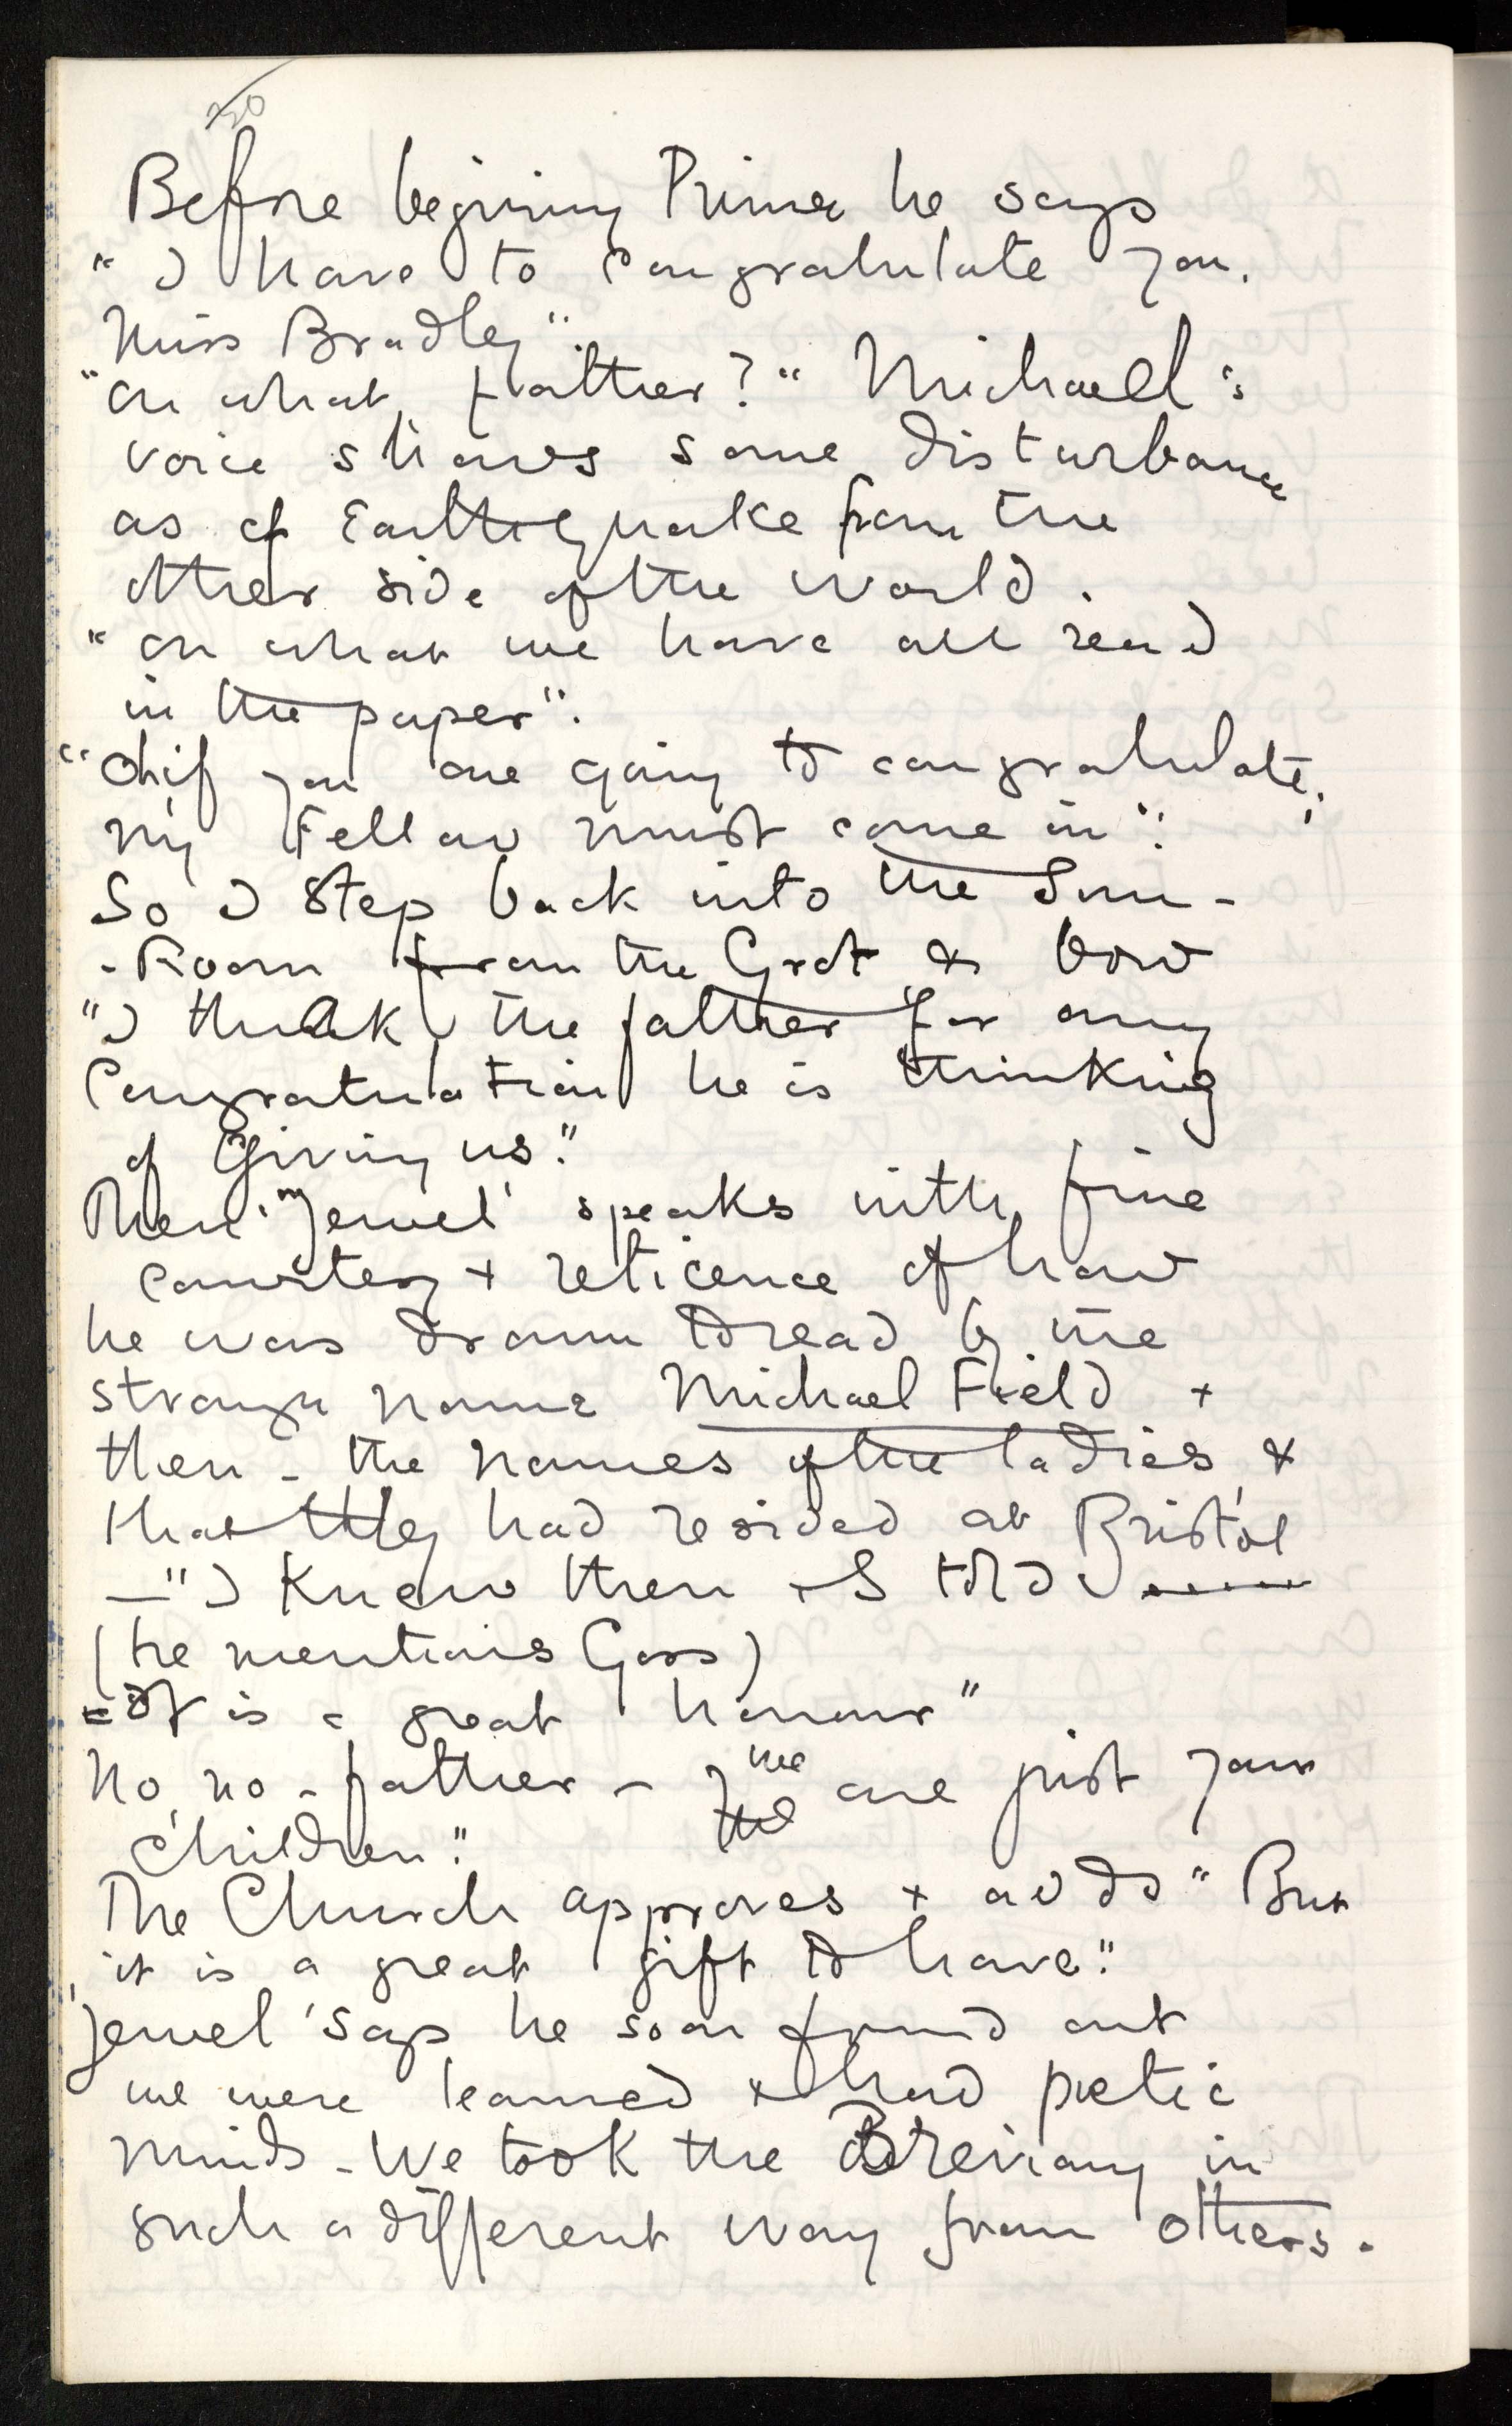 30
Before begining Prime he says
"I have to congratulate you.
Miss Bradley".
"On what, father?" Michael's
voice shows some disturbance
as of Earthquake from the
other side of the world.
"On what we have all read
in the paper".
"Oh if you are going to congratulate,
my Fellow must come in".
So I step back into the Sun-
-Room from the Grot & bow
"I thank the father for any
Congratulation he is thinking
of giving us."
Then 'Jewel' speaks with fine
courtesy + reticence of how
he was drawn to read by the
strange name Michael Field +
then - the names of the ladies &
that they had resided at Bristol
—"I knew then & I told
(he mentions Goss)
- It is a great honour"
No, no - father - we are just your
children".
The Church approves + adds "But
it is a great gift to have".
'Jewel' says he soon found out
we were learned & had poetic
minds - We took the Breviary in
such a different way from others.